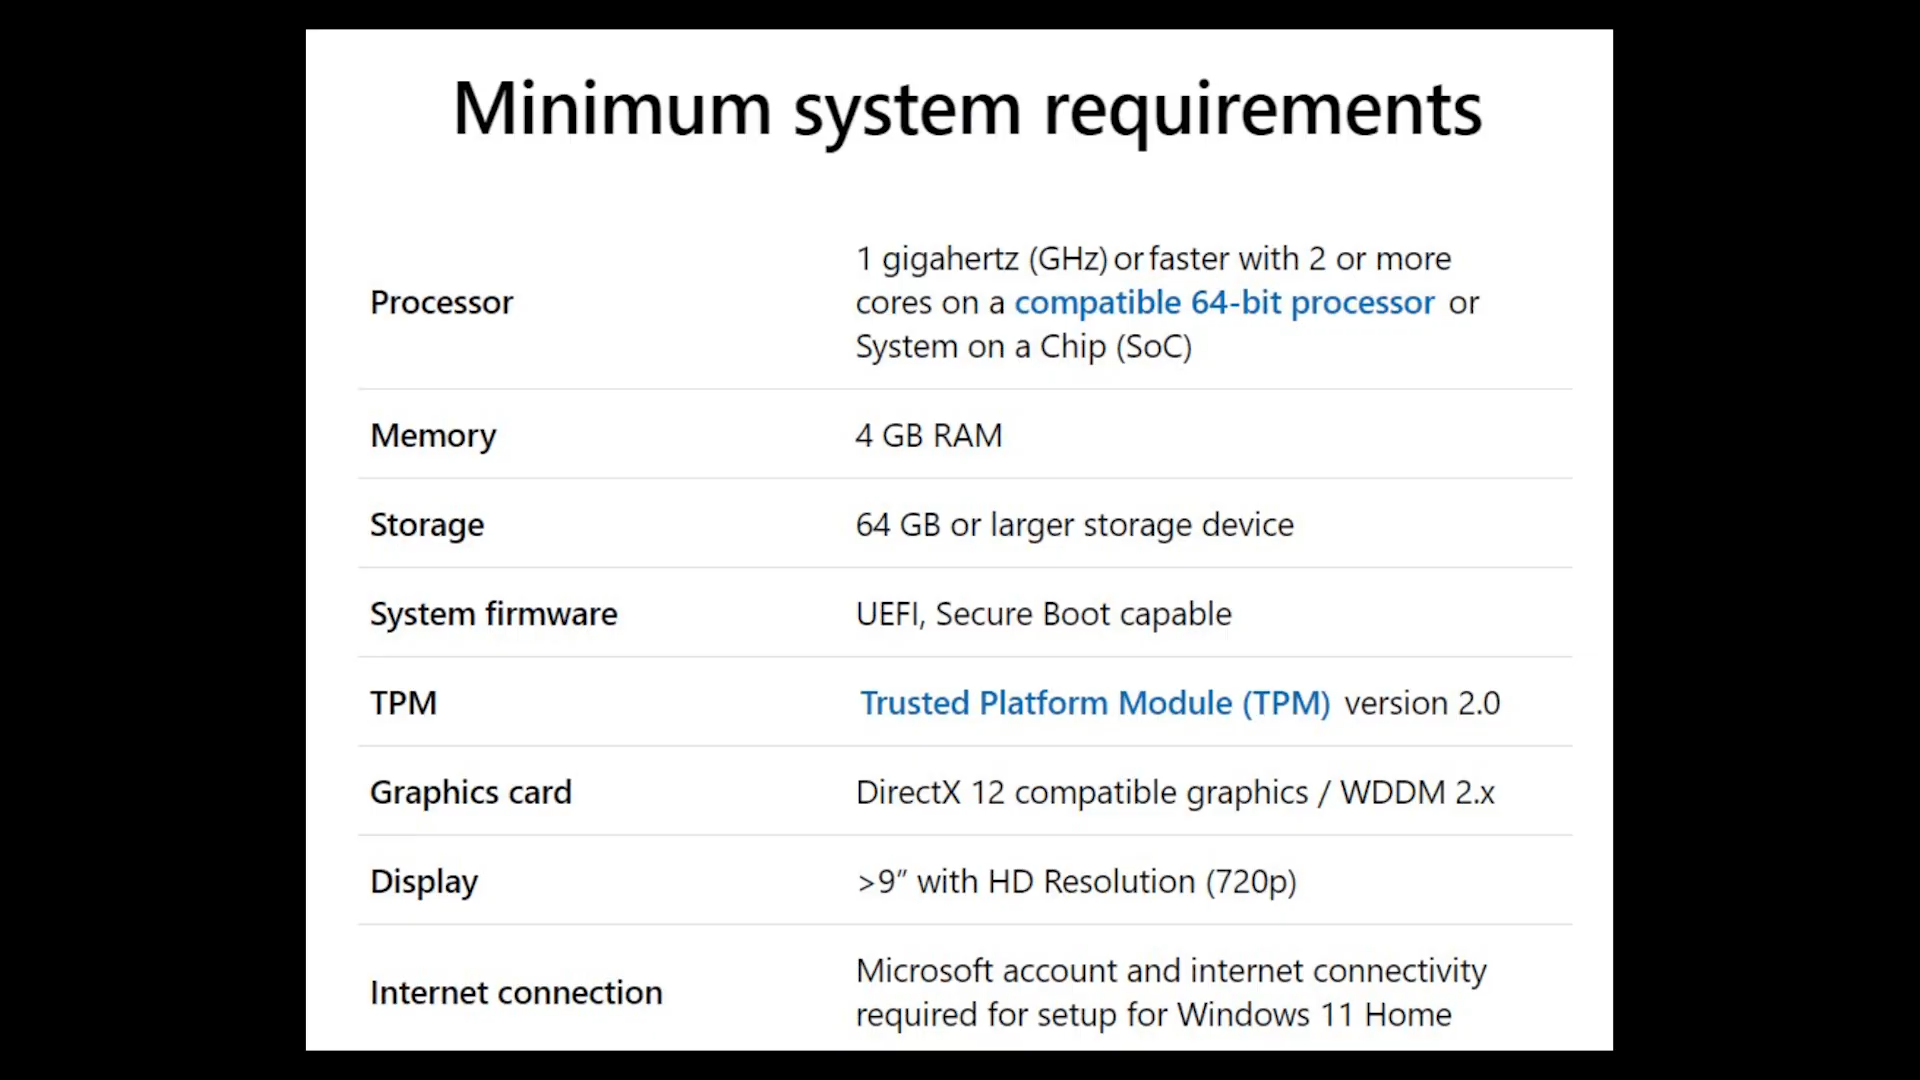 Minimum system requirements
Processor
1 gigahertz (GHz) or faster with 2 or more
cores on a compatible 64-bit processor or
System on a Chip (SoC)
Memory
4 GB RAM
Storage
64 GB or larger storage device
System firmware
UEFI, Secure Boot capable
TPM
Trusted Platform Module (TPM) version 2.0
Graphics card
DirectX 12 compatible graphics / WDDM 2.x
Display
>9” with HD Resolution (720p)
Internet connection
Microsoft account and internet connectivity
required for setup for Windows 11 Home